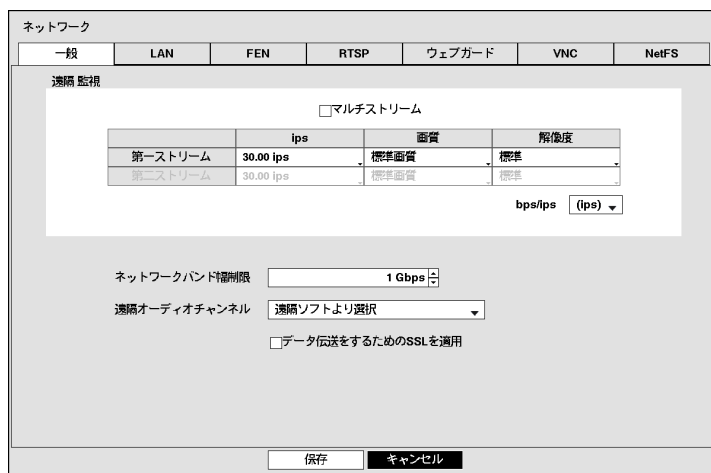 ネットワーク
一般 LAN FEN RTSP ウェブガード VNC NetFS
遠隔 監視
マルチストリーム
ips 画質 解像度
第一ストリーム 30.00 ips 標準画質 標準
第二ストリーム 30.00 ips 標準画質 標準
bps/ips (ips)
ネットワークバンド幅制限 1 Gbps
遠隔オーディオチャンネル 遠隔ソフトより選択
データ伝送をするためのSSLを適用
保存 キャンセル